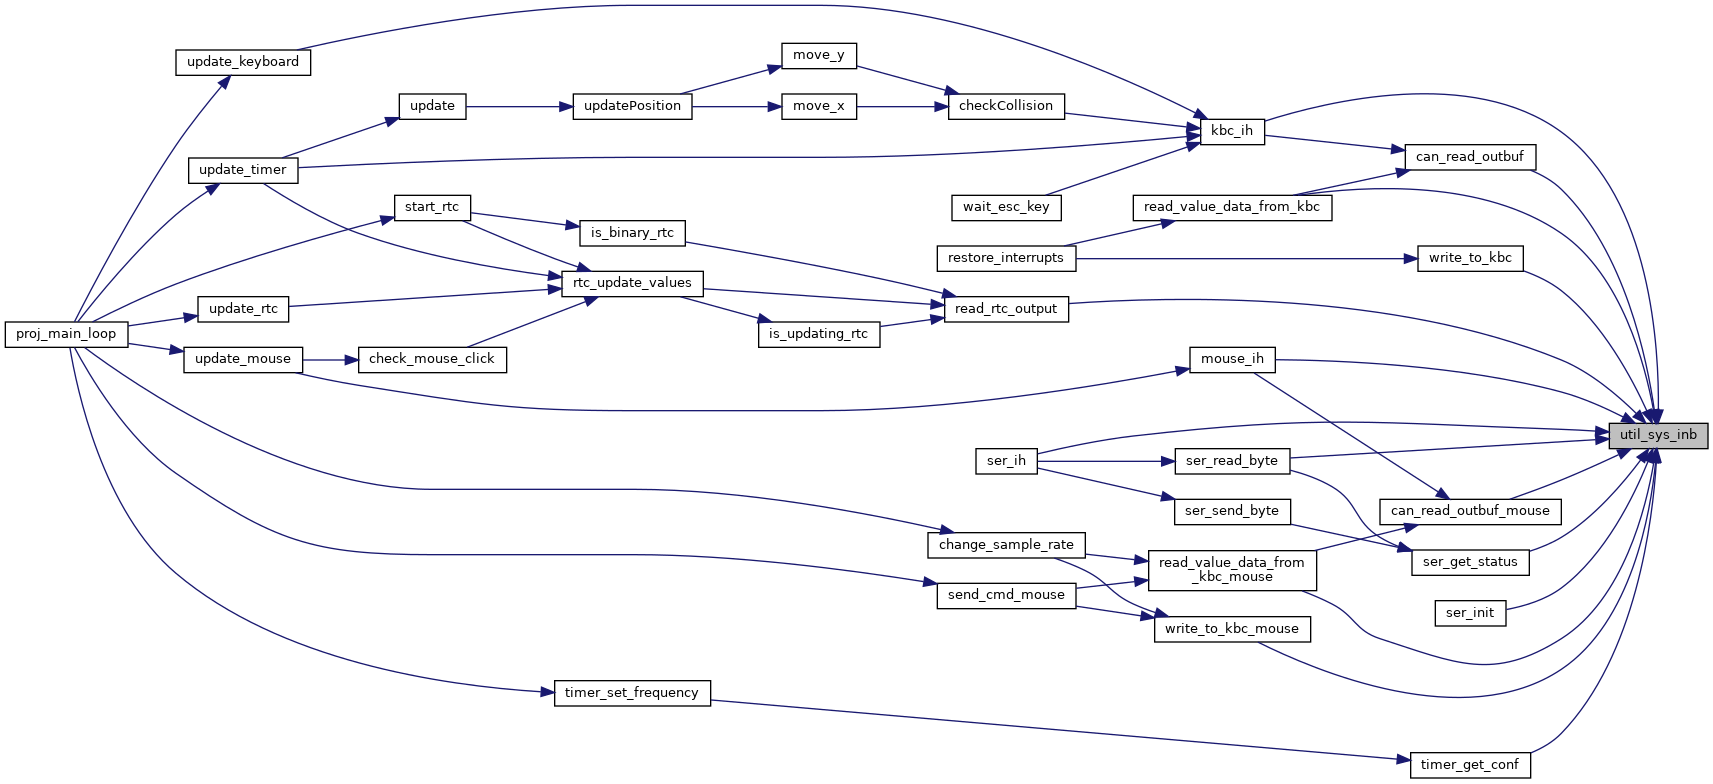 update_keyboard
move_y
update
updatePosition
move_x
checkCollision
kbc_ih
can_read_outbuf
update_timer
start_rtc
wait_esc_key
read_value_data_from_kbc
is_binary_rtc
restore_interrupts
write_to_kbc
rtc_update_values
update_rtc
read_rtc_output
proj_main_loop
is_updating_rtc
update_mouse
check_mouse_click
mouse_ih
util_sys_inb
ser_ih
ser_read_byte
ser_send_byte
can_read_outbuf_mouse
change_sample_rate
read_value_data_from
_kbc_mouse
ser_get_status
send_cmd_mouse
ser_init
write_to_kbc_mouse
timer_set_frequency
timer_get_conf